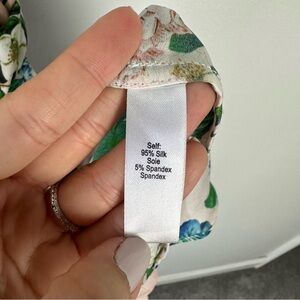 Self:
95% Silk
Soie
5% Spandex
Spandex